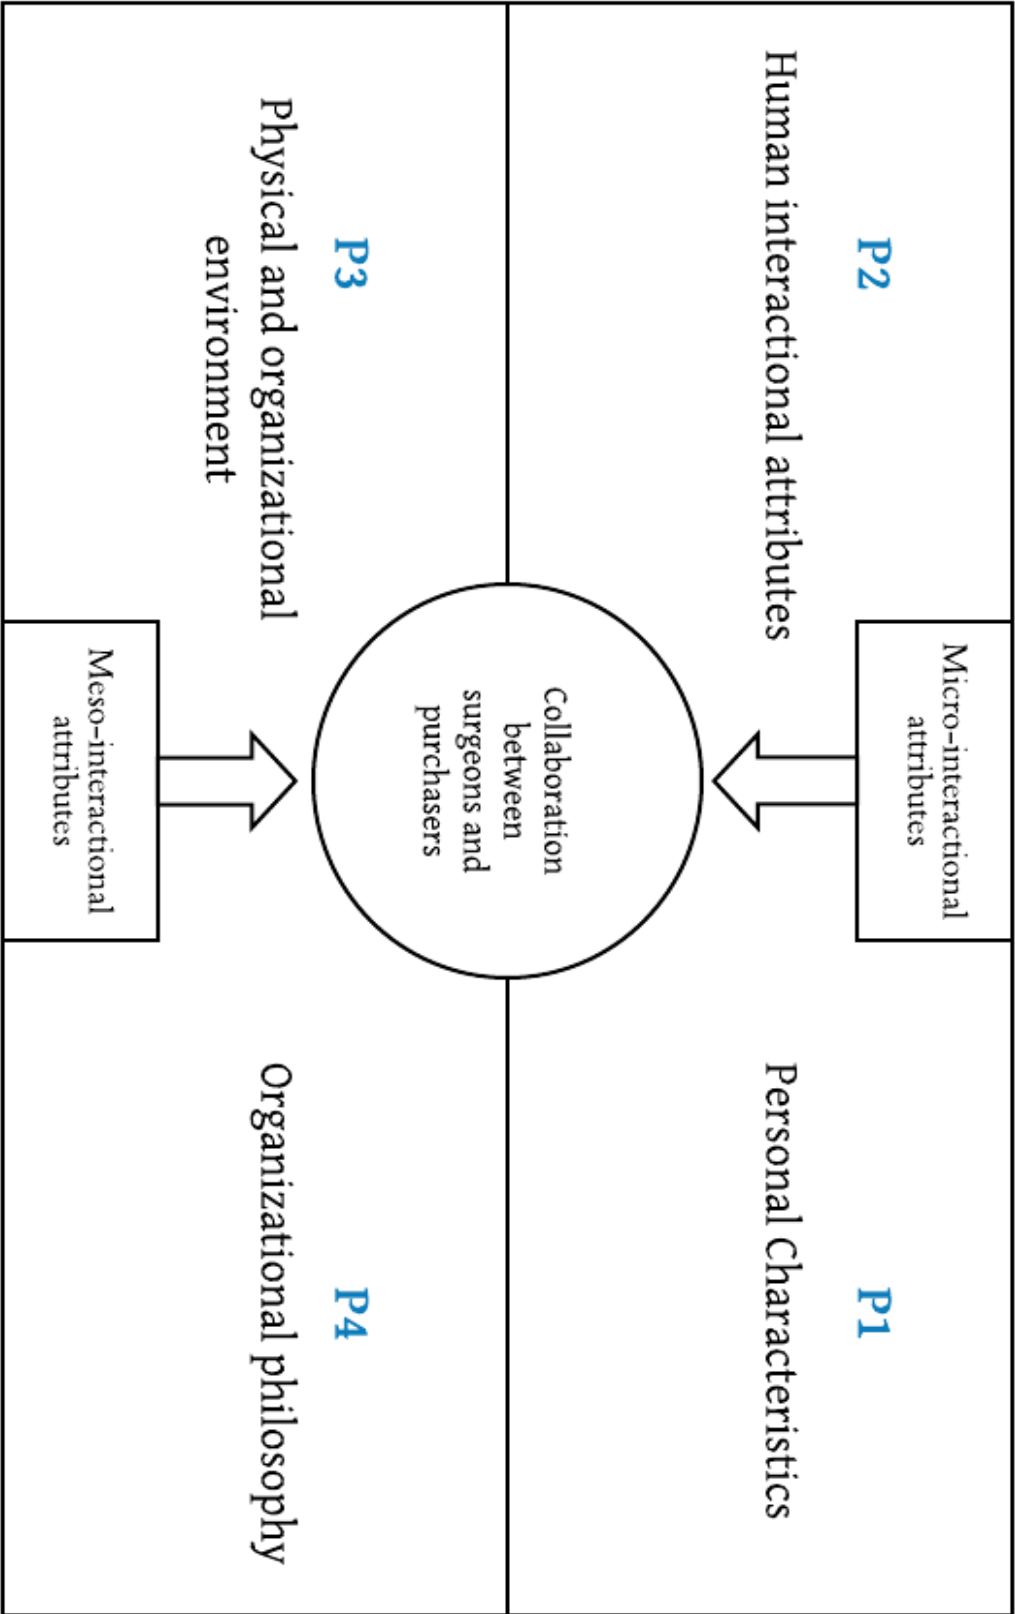 P2
Human interactional attributes
Micro-interactional
attributes
P1
Personal Characteristics
Collaboration
between
surgeons and
purchasers
P3
Physical and organizational
environment
Meso-interactional
attributes
P4
Organizational philosophy